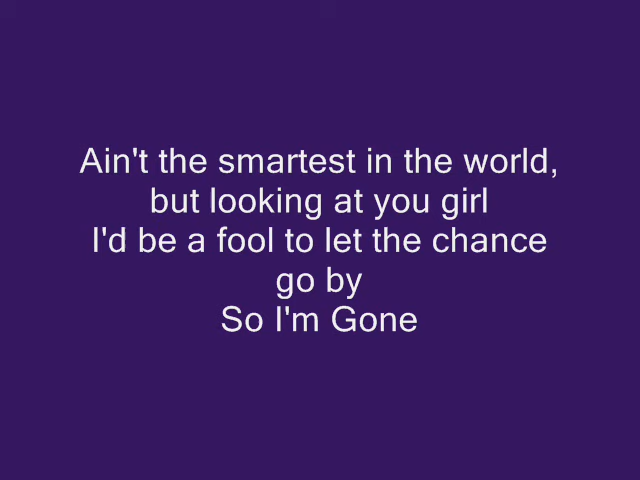 Ain't the smartest in the world,
but looking at you girl
I'd be a fool to let the chance
go by
So I'm Gone